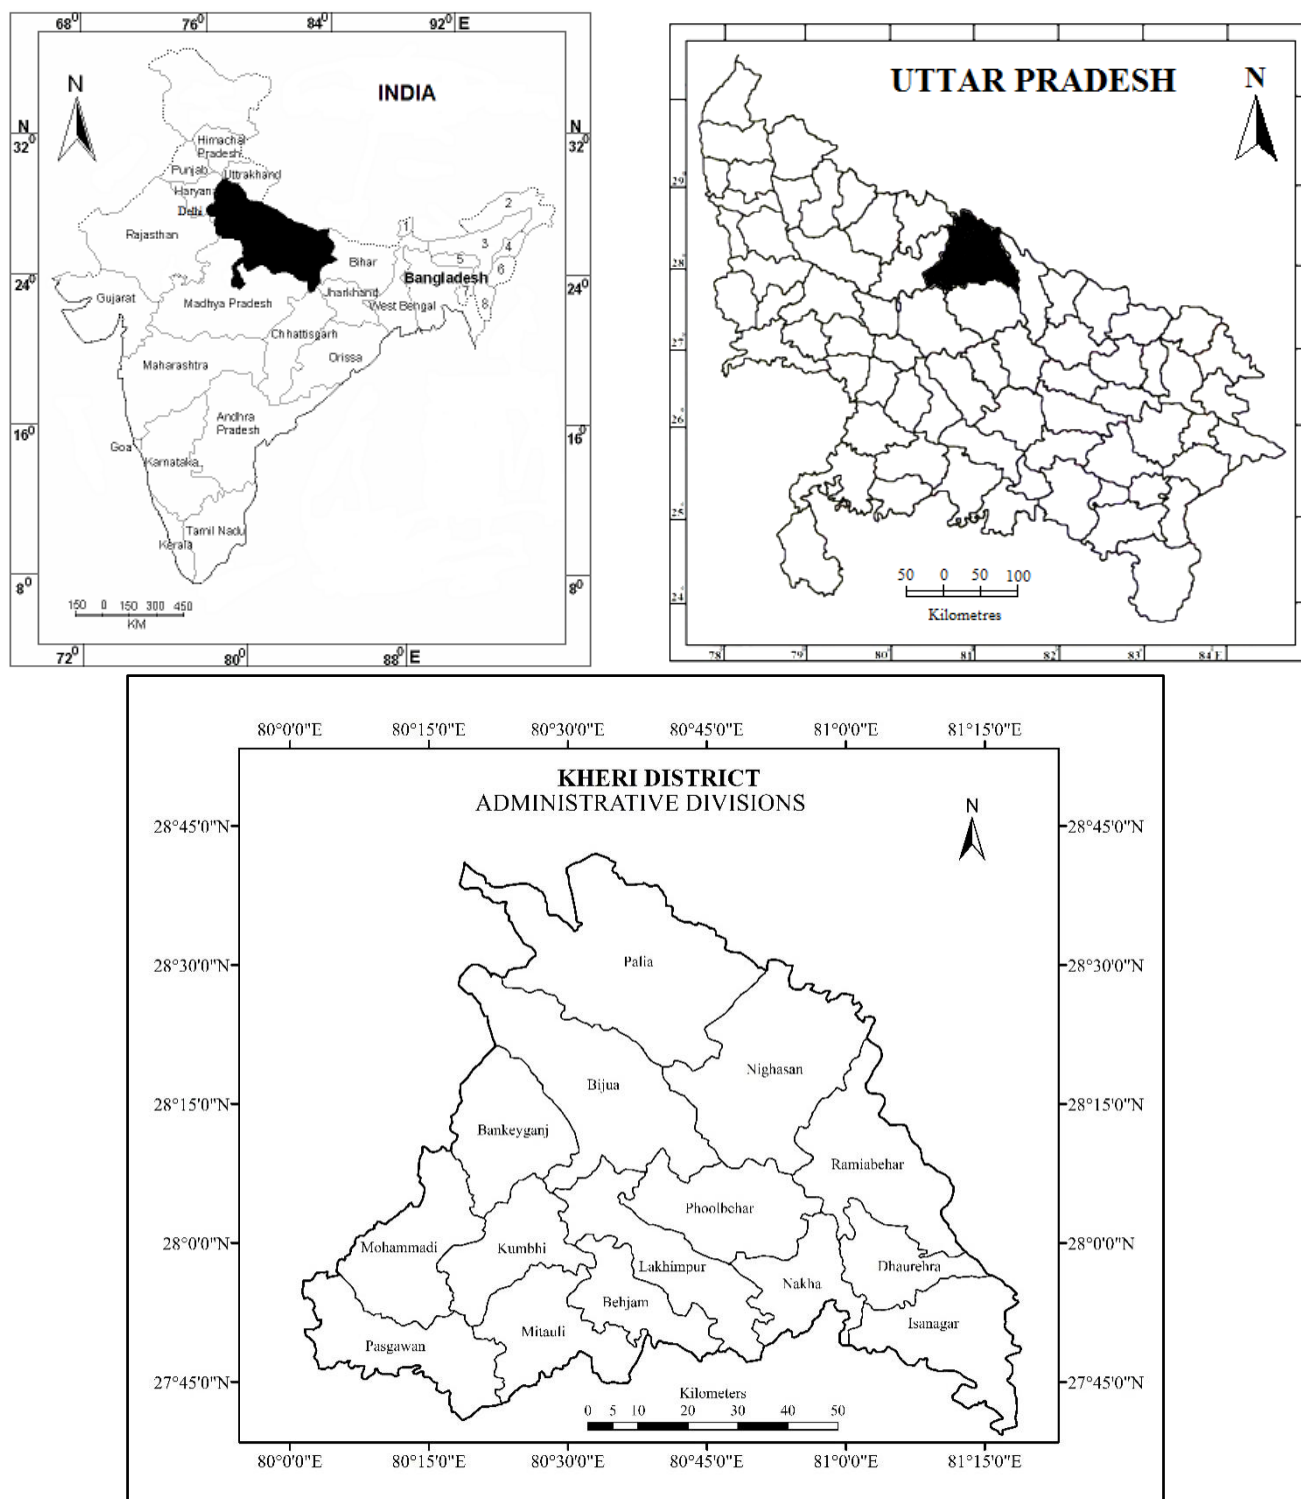 68⁰ 76⁰ 84⁰ 92⁰ E
INDIA
N
N
32⁰
N
32⁰
Himachal
Pradesh
Punjab
Uttrakhand
Haryana
Delhi
Rajasthan
Bihar
1
2
3
4
5
6
7
8
Bangladesh
24⁰
24⁰
Gujarat
Madhya Pradesh
Jharkhand
West Bengal
Chhattisgarh
Orissa
Maharashtra
Andhra
Pradesh
16⁰
16⁰
Goa
Karnataka
Tamil Nadu
Kerala
8⁰
8⁰
150 0 150 300 450
KM
72⁰ 80⁰ 88⁰ E
UTTAR PRADESH
N
29
28
27
26
25
24
50 0 50 100
Kilometres
78 79 80 81 82 83 84 E
80°0'0"E 80°15'0"E 80°30'0"E 80°45'0"E 81°0'0"E 81°15'0"E
KHERI DISTRICT
ADMINISTRATIVE DIVISIONS
N
28°45'0"N 28°45'0"N
Palia
28°30'0"N 28°30'0"N
Nighasan
Bijua
28°15'0"N 28°15'0"N
Bankeyganj
Ramiabehar
Phoolbehar
28°0'0"N 28°0'0"N
Mohammadi
Kumbhi
Lakhimpur
Dhaurehra
Nakha
Behjam
Isanagar
Mitauli
Pasgawan
27°45'0"N 27°45'0"N
Kilometers
0 5 10 20 30 40 50
80°0'0"E 80°15'0"E 80°30'0"E 80°45'0"E 81°0'0"E 81°15'0"E